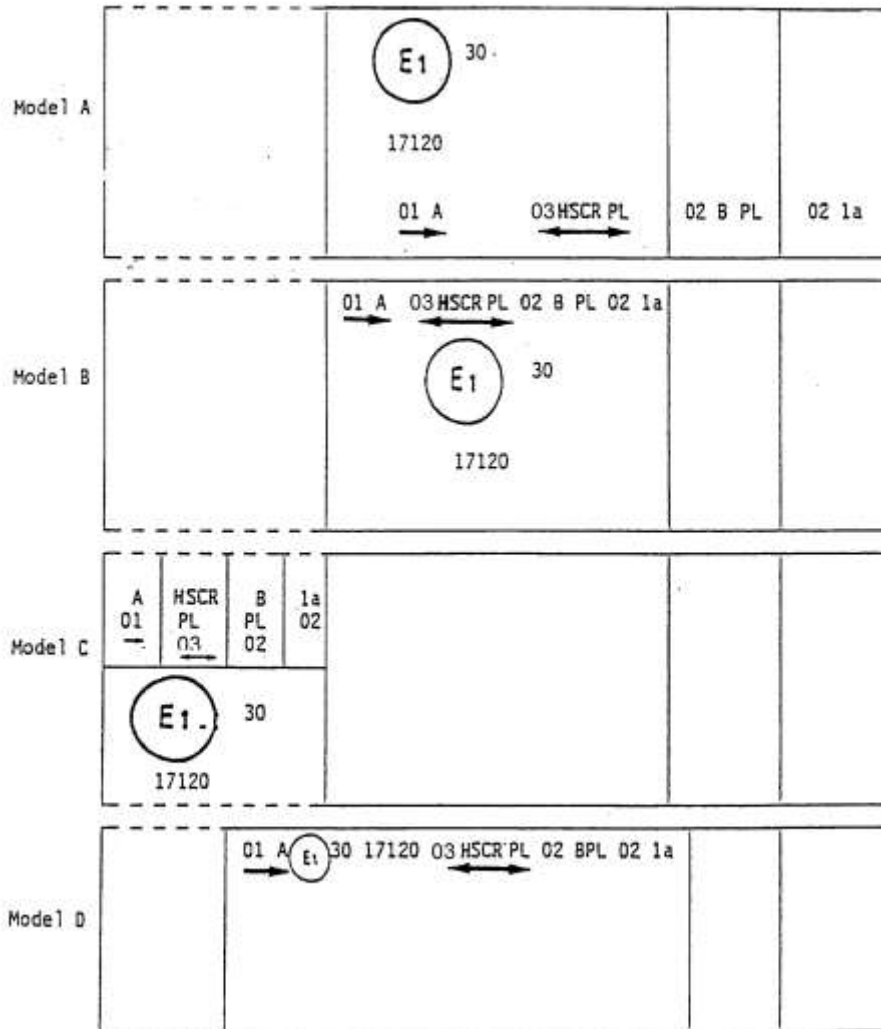 E1 30
Model A
17120
01 A 03 HSCR PL 02 B PL 02 1a
01 A 03 HSCR PL 02 B PL 02 1a
Model B
E1 30
17120
A HSCR B 1a
01 PL PL 02
03 02
Model C
E1. 30
17120
01 A E1 30 17120 03 HSCR PL 02 BPL 02 1a
Model D